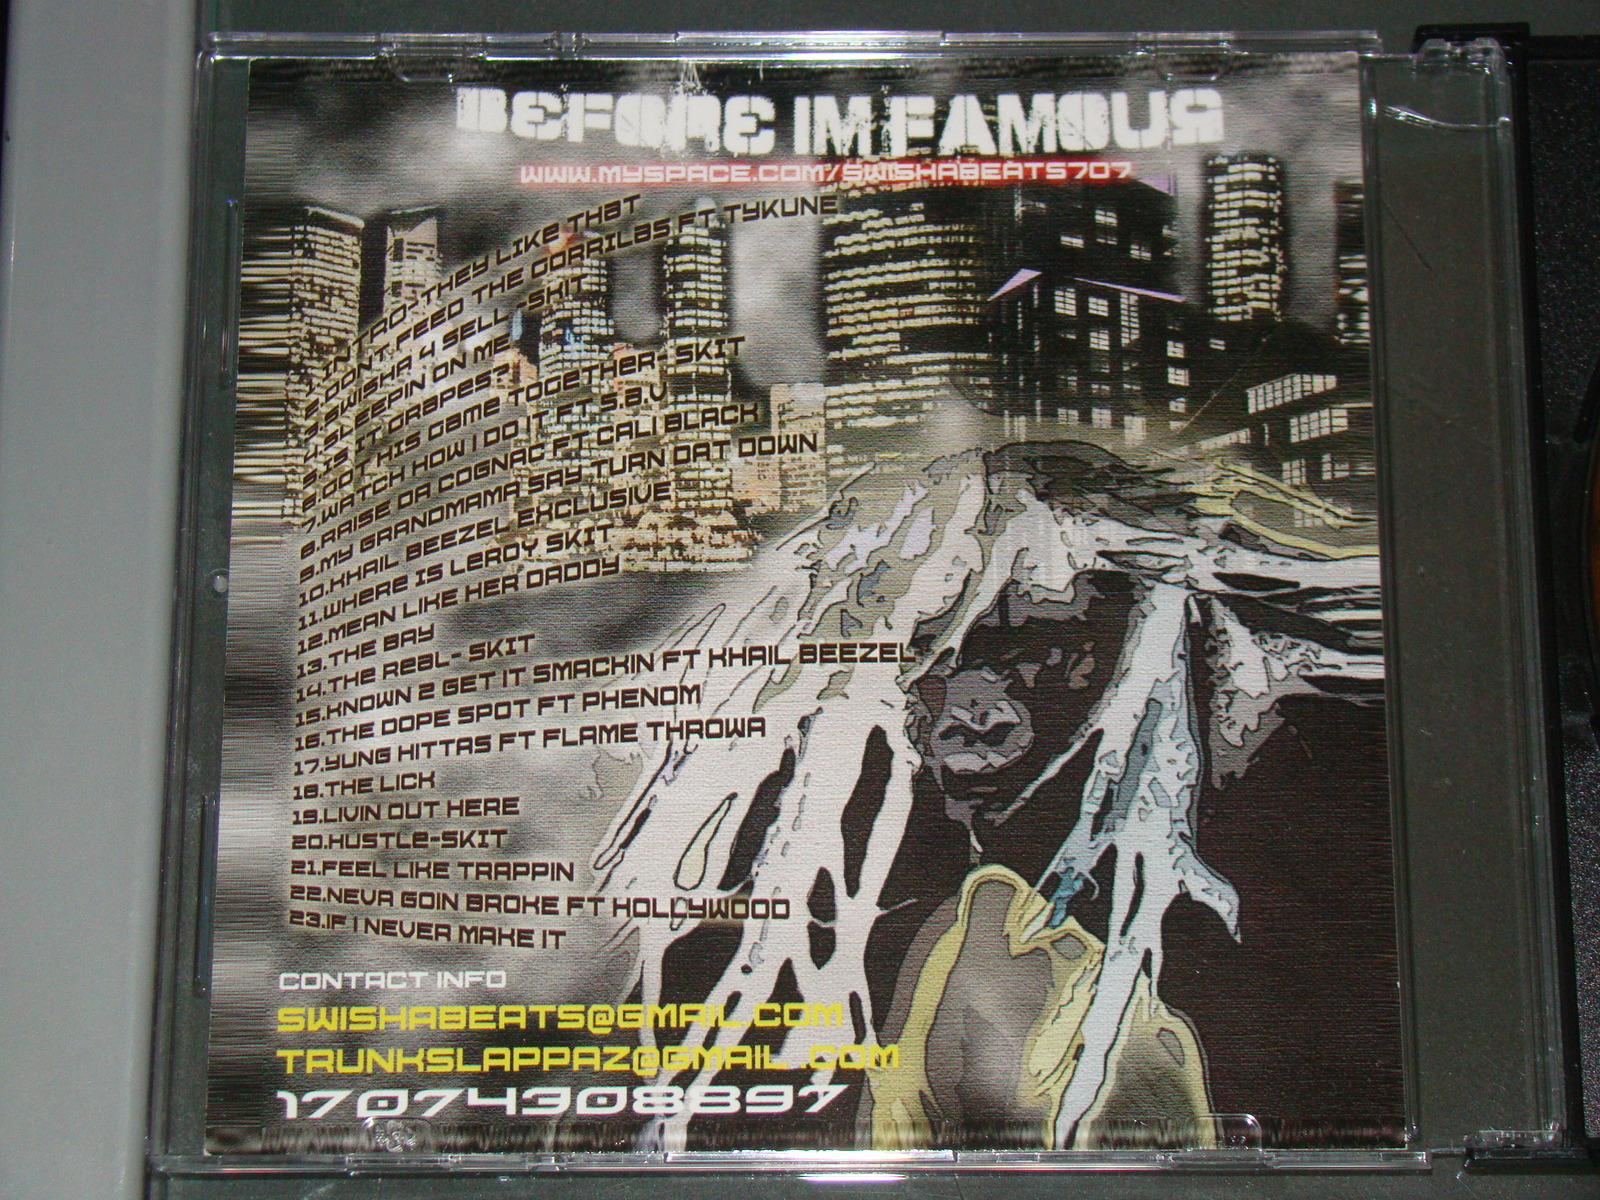 BEFORE IM FAMOUS
WWW.MYSPACE.COM/SWISHABEATS707
1.INTRO-THEY LIKE THAT
2.DONT FEED THE GORRILAS FT TYKUNE
3.SWISHA 4 SELL -SKIT
4.SLEEPIN ON ME
5.IS IT GRAPES?
6.GOT HIS GAME TOGETHER- SKIT
7.WATCH HOW I DO IT FT S.A.V
8.RAISE DA COGNAC FT CALI BLACK
9.MY GRANDMAMA SAY TURN DAT DOWN
10.KHAIL BEEZEL EXCLUSIVE
11.WHERE IS LEROY SKIT
12.MEAN LIKE HER DADDY
13.THE BAY
14.THE REAL- SKIT
15.KNOWN 2 GET IT SMACKIN FT KHAIL BEEZEL
16.THE DOPE SPOT FT PHENOM
17.YUNG HITTAS FT FLAME THROWA
18.THE LICK
19.LIVIN OUT HERE
20.HUSTLE-SKIT
21.FEEL LIKE TRAPPIN
22.NEVA GOIN BROKE FT HOLLYWOOD
23.IF I NEVER MAKE IT
CONTACT INFO
SWISHABEATS@GMAIL.COM
TRUNKSLAPPAZ@GMAIL.COM
17074308897